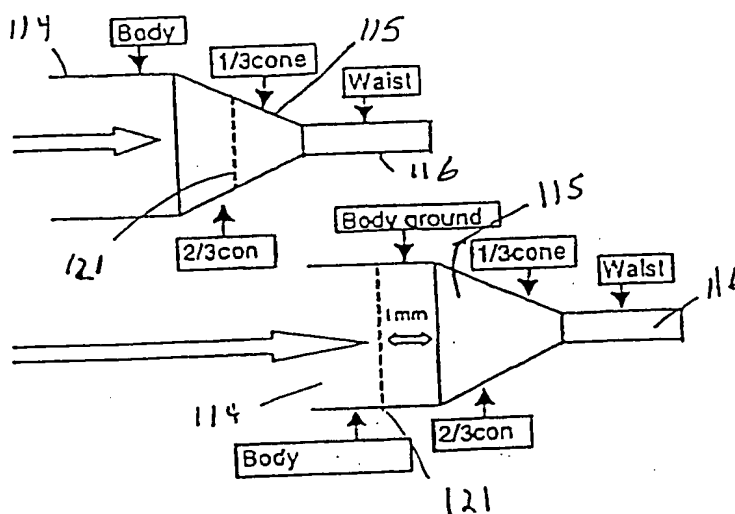 114
Body
1/3cone
115
Waist
116
2/3con
121
Body ground
115
1/3cone
Waist
1mm
114
2/3con
Body
121